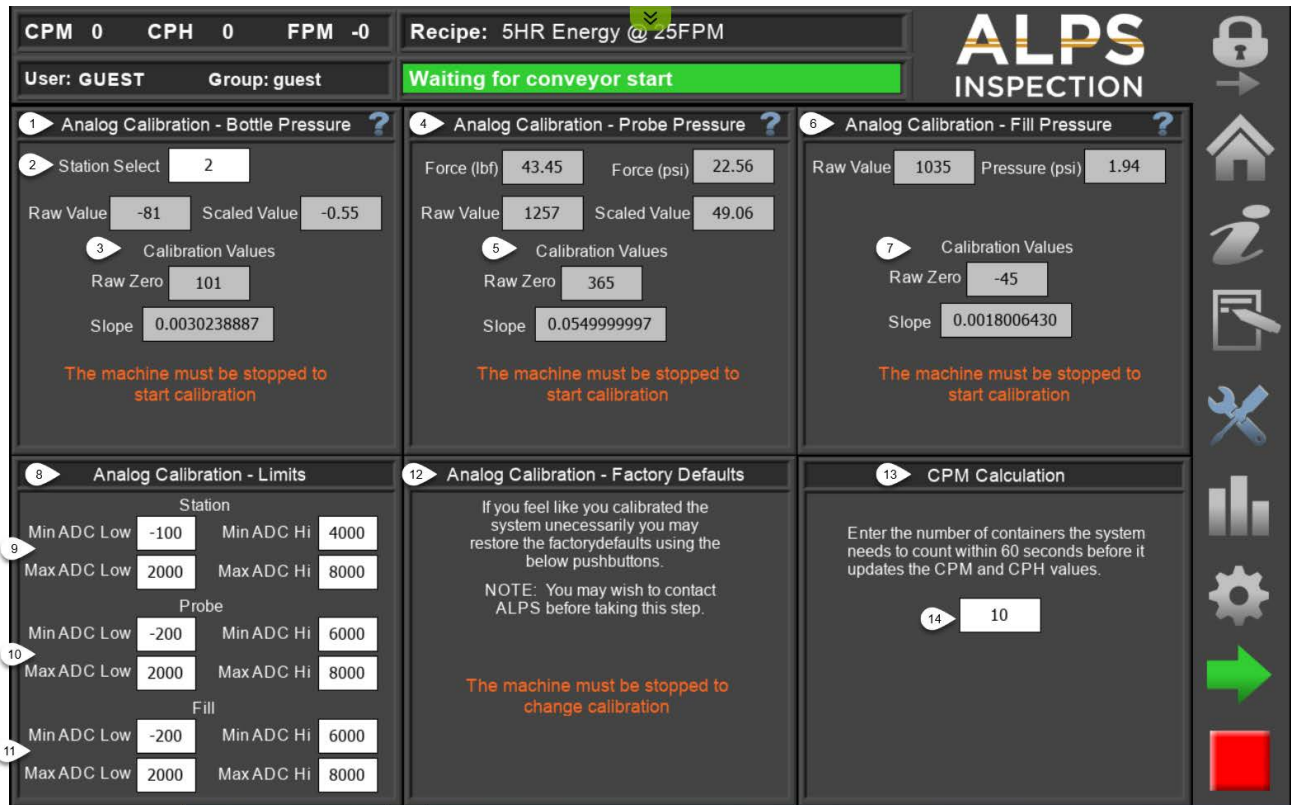 CPM 0 CPH 0 FPM -0
Recipe: 5HR Energy @ 25FPM
User: GUEST Group: guest
Waiting for conveyor start
ALPS
INSPECTION
1 Analog Calibration - Bottle Pressure ?
2 Station Select 2
Raw Value -81 Scaled Value -0.55
3 Calibration Values
Raw Zero 101
Slope 0.0030238887
The machine must be stopped to
start calibration
4 Analog Calibration - Probe Pressure ?
Force (lbf) 43.45 Force (psi) 22.56
Raw Value 1257 Scaled Value 49.06
5 Calibration Values
Raw Zero 365
Slope 0.0549999997
The machine must be stopped to
start calibration
6 Analog Calibration - Fill Pressure ?
Raw Value 1035 Pressure (psi) 1.94
7 Calibration Values
Raw Zero -45
Slope 0.0018006430
The machine must be stopped to
start calibration
8 Analog Calibration - Limits
Station
Min ADC Low -100 Min ADC Hi 4000
9
Max ADC Low 2000 Max ADC Hi 8000
Probe
Min ADC Low -200 Min ADC Hi 6000
10
Max ADC Low 2000 Max ADC Hi 8000
Fill
Min ADC Low -200 Min ADC Hi 6000
11
Max ADC Low 2000 Max ADC Hi 8000
12 Analog Calibration - Factory Defaults
If you feel like you calibrated the
system unecessarily you may
restore the factorydefaults using the
below pushbuttons.
NOTE: You may wish to contact
ALPS before taking this step.
The machine must be stopped to
change calibration
13 CPM Calculation
Enter the number of containers the system
needs to count within 60 seconds before it
updates the CPM and CPH values.
14 10